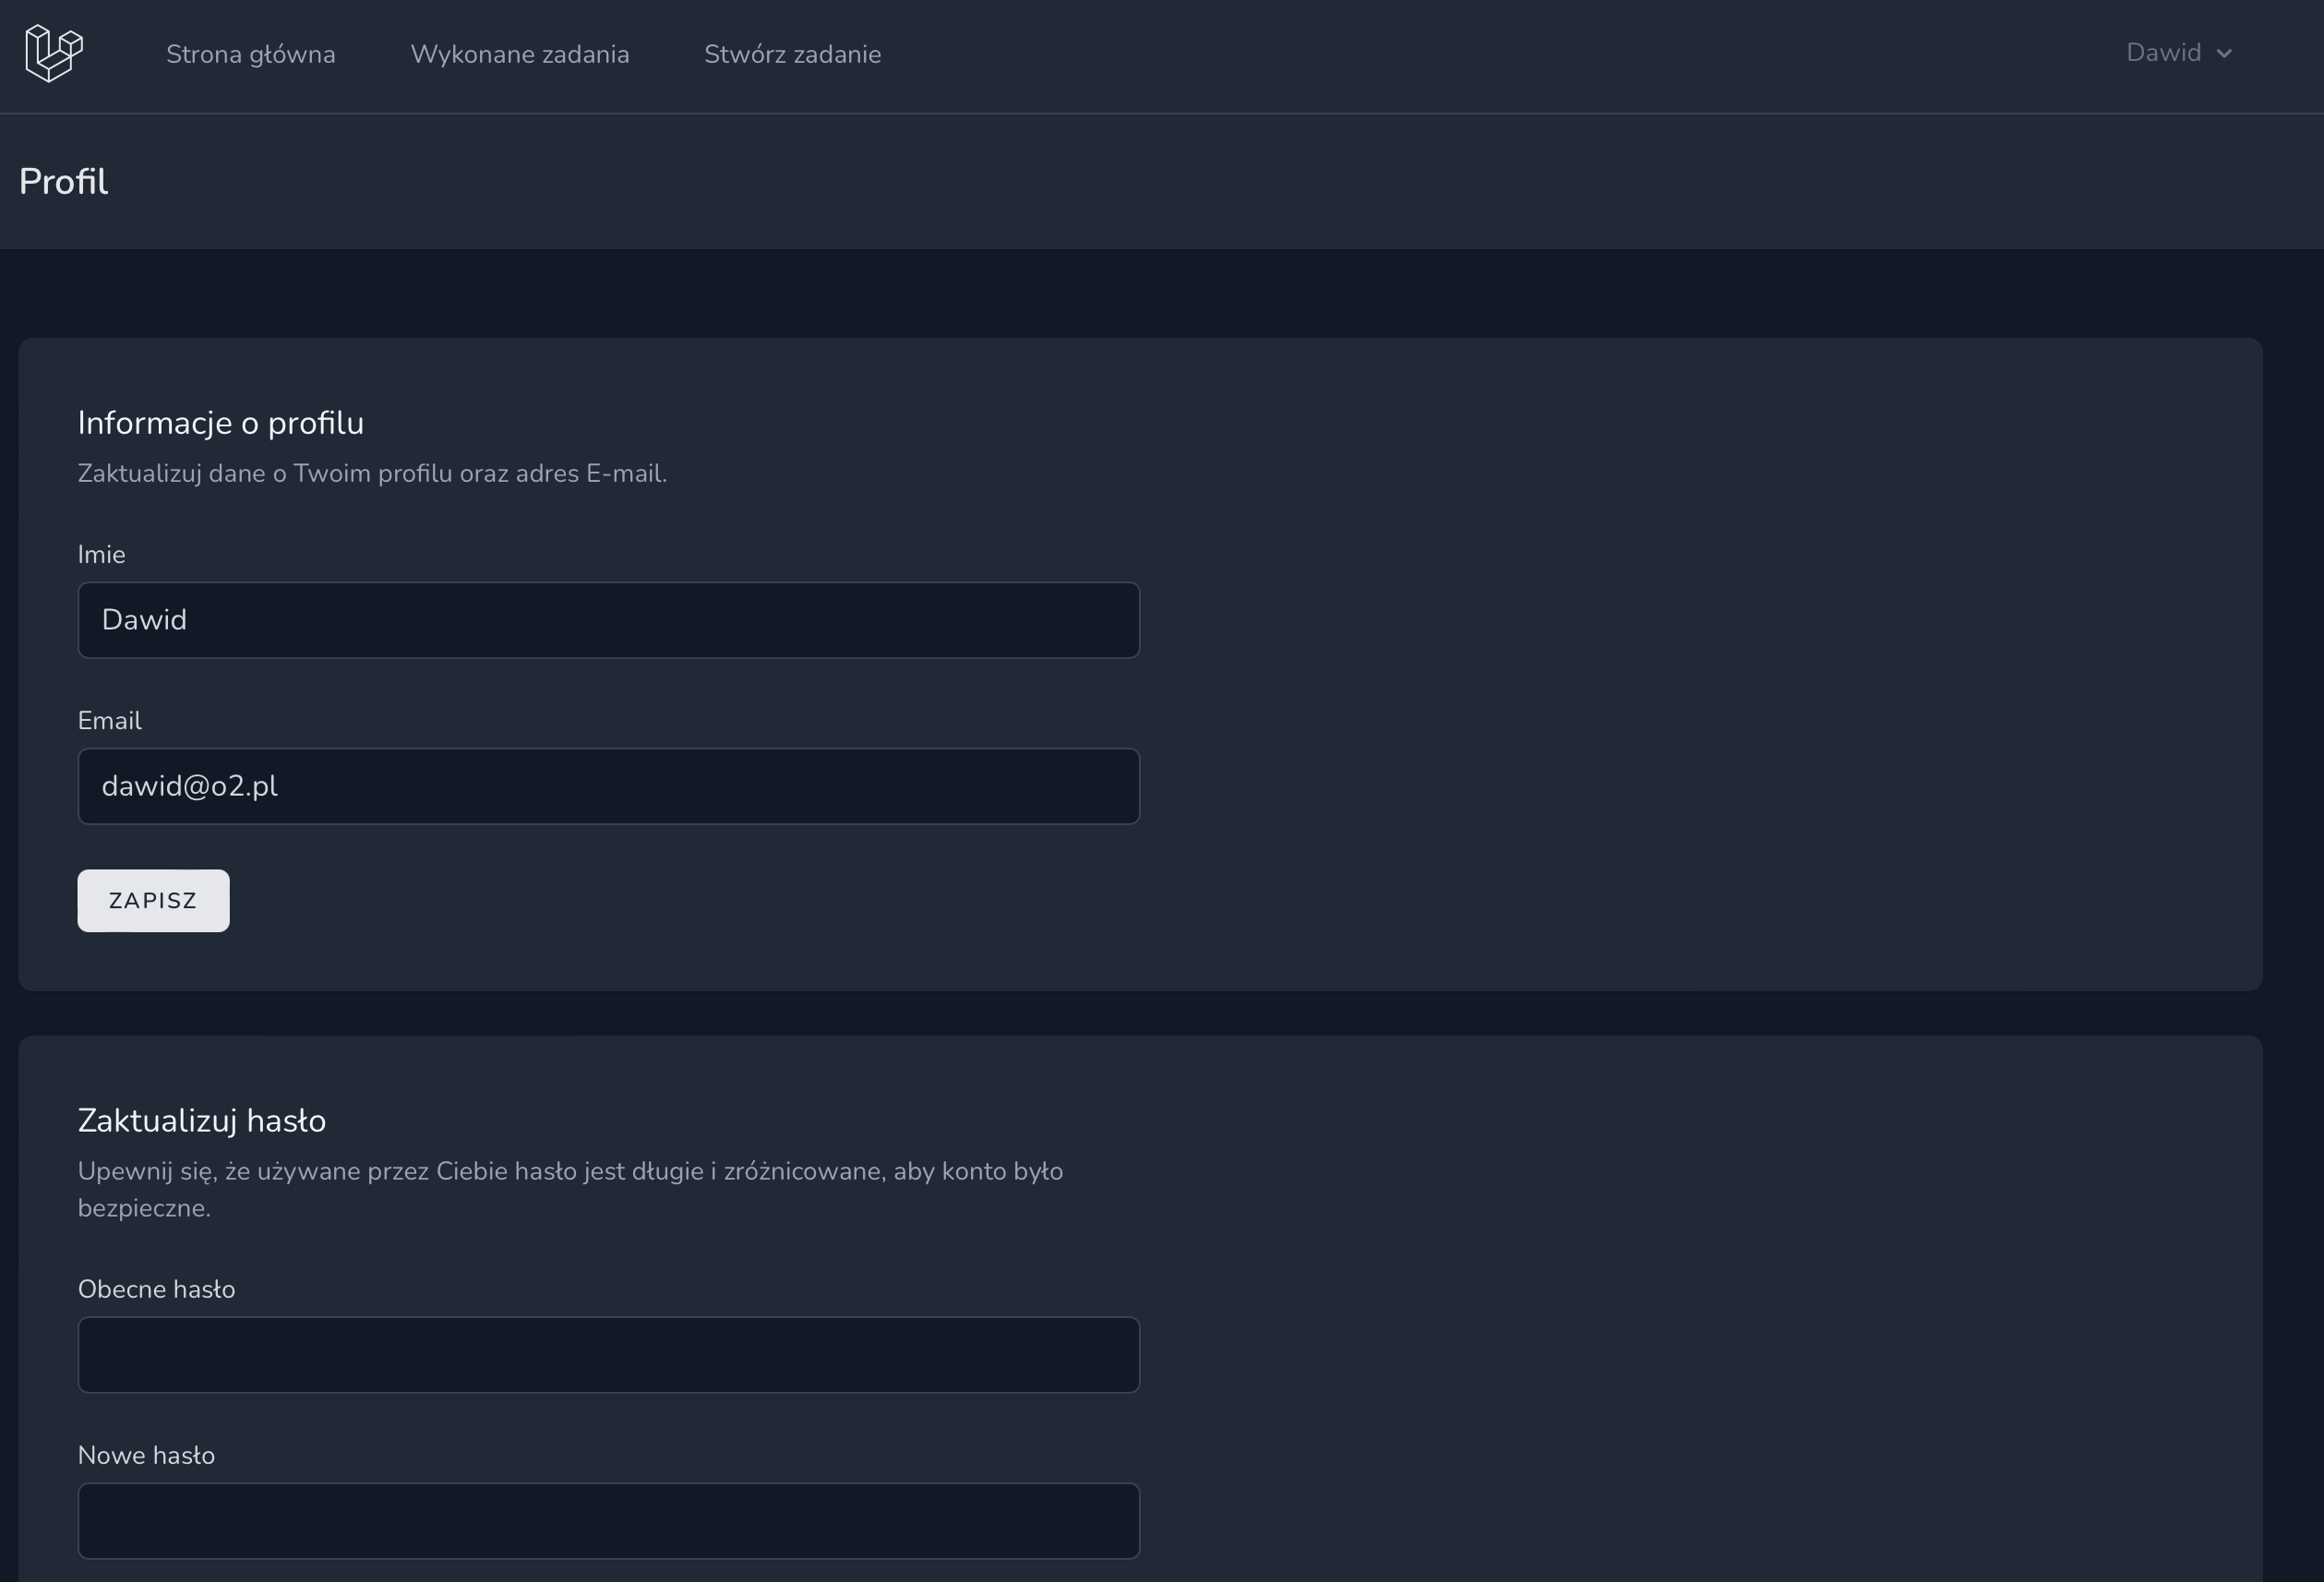 Strona główna
Wykonane zadania
Stwórz zadanie
Dawid
Profil
Informacje o profilu
Zaktualizuj dane o Twoim profilu oraz adres E-mail.
Imie
Dawid
Email
dawid@o2.pl
ZAPISZ
Zaktualizuj hasło
Upewnij się, że używane przez Ciebie hasło jest długie i zróżnicowane, aby konto było
bezpieczne.
Obecne hasło
Nowe hasło